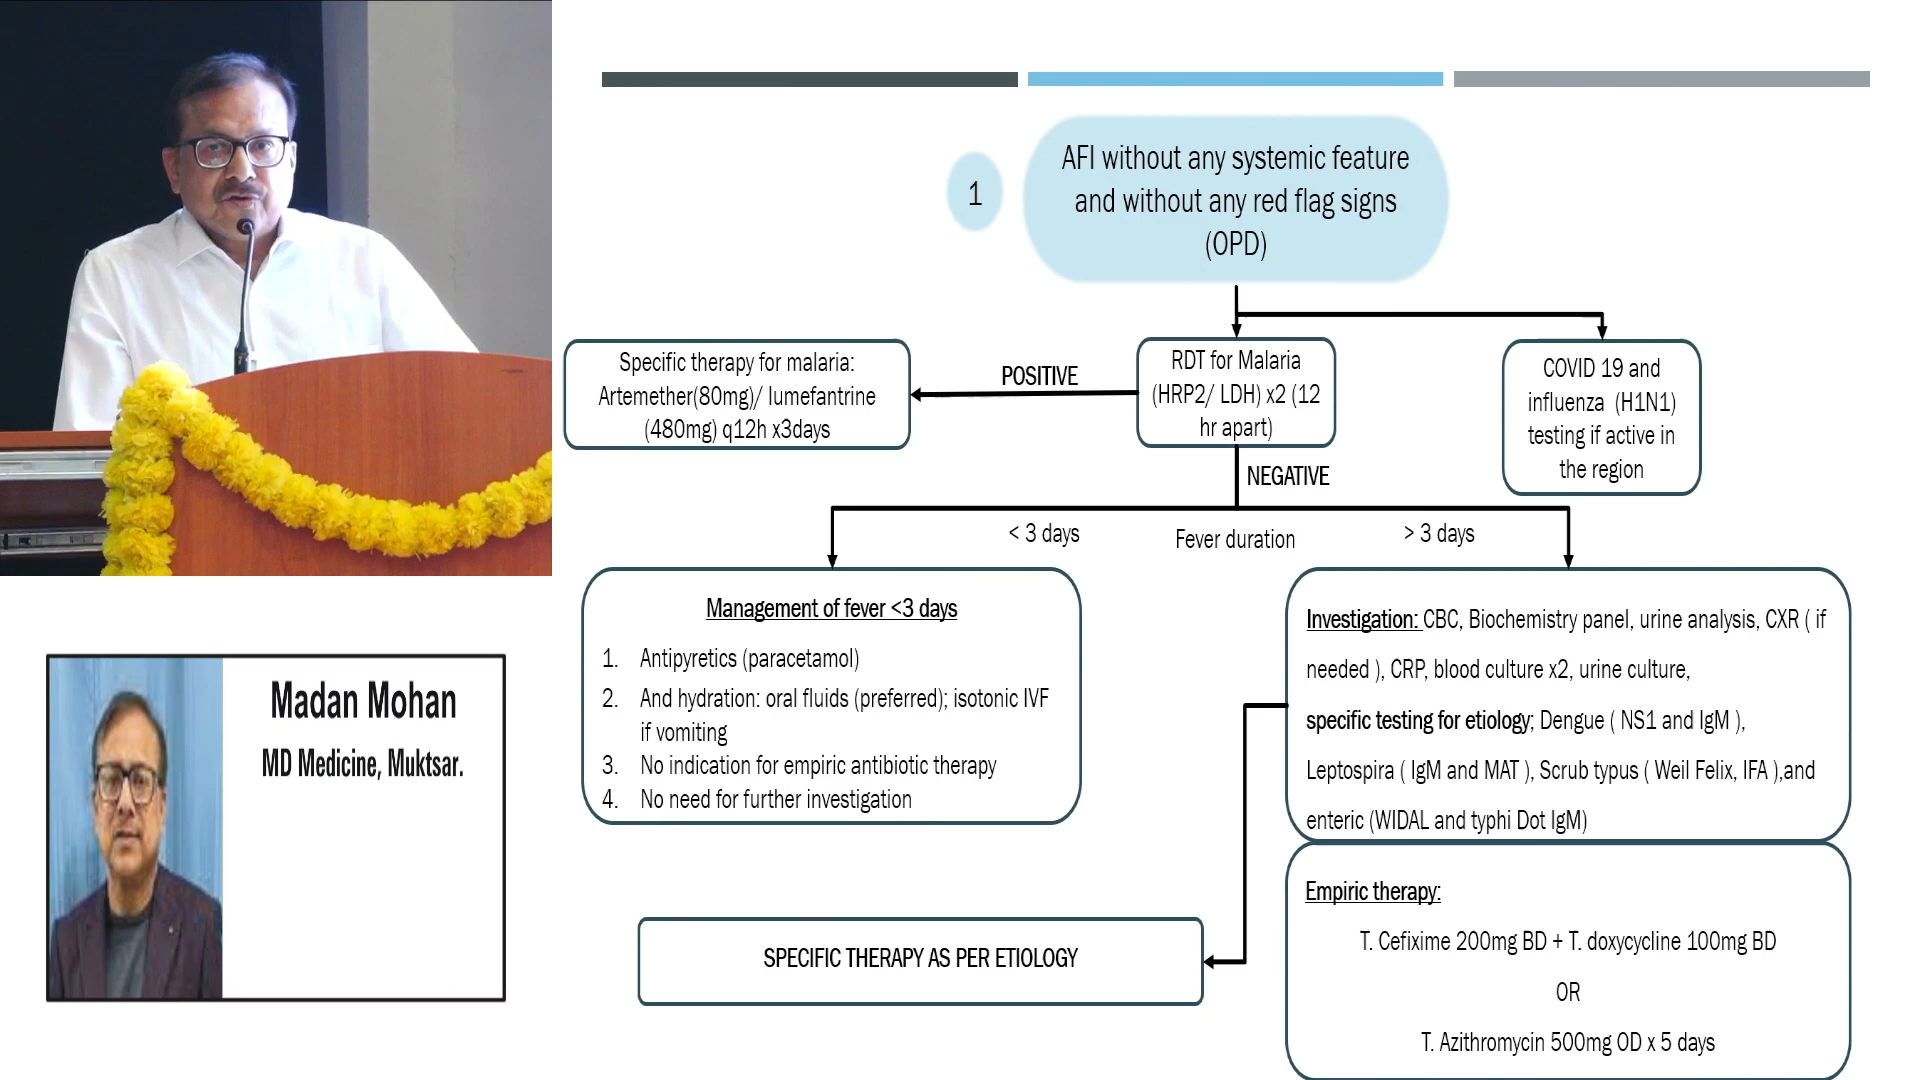 1
AFI without any systemic feature
and without any red flag signs
(OPD)
Specific therapy for malaria:
Artemether(80mg)/ lumefantrine
(480mg) q12h x3days
POSITIVE
RDT for Malaria
(HRP2/ LDH) x2 (12
hr apart)
COVID 19 and
influenza (H1N1)
testing if active in
the region
NEGATIVE
< 3 days
Fever duration
> 3 days
Management of fever <3 days
1. Antipyretics (paracetamol)
2. And hydration: oral fluids (preferred); isotonic IVF
if vomiting
3. No indication for empiric antibiotic therapy
4. No need for further investigation
Investigation: CBC, Biochemistry panel, urine analysis, CXR ( if
needed ), CRP, blood culture x2, urine culture,
specific testing for etiology; Dengue ( NS1 and IgM ),
Leptospira ( IgM and MAT ), Scrub typus ( Weil Felix, IFA ),and
enteric (WIDAL and typhi Dot IgM)
Empiric therapy:
T. Cefixime 200mg BD + T. doxycycline 100mg BD
OR
T. Azithromycin 500mg OD x 5 days
SPECIFIC THERAPY AS PER ETIOLOGY
Madan Mohan
MD Medicine, Muktsar.